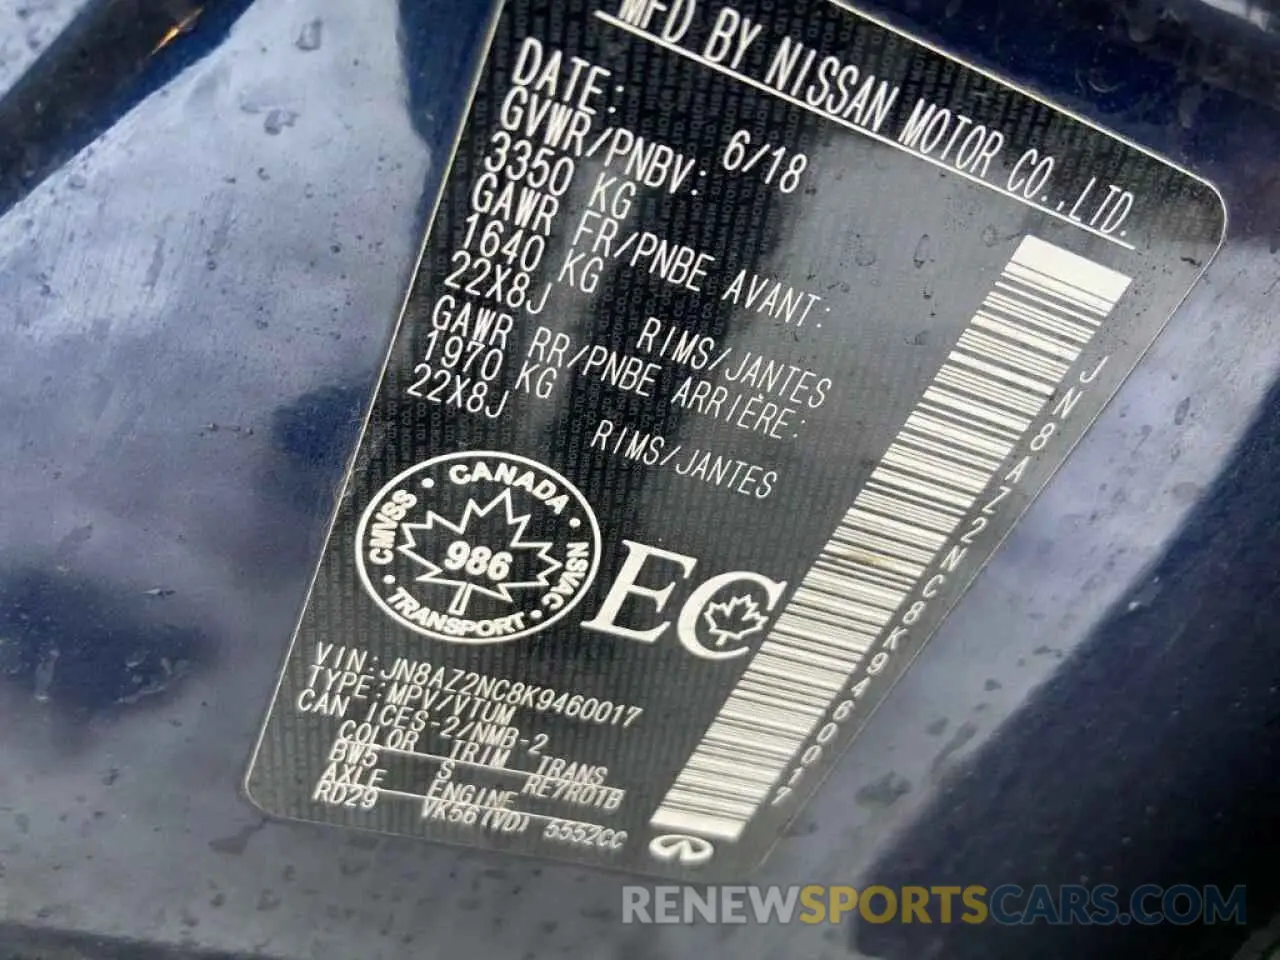 MFD BY NISSAN MOTOR CO.,LTD.
DATE: 6/18
GVWR/PNBV:
3350 KG
GAWR FR/PNBE AVANT:
1640 KG
22X8J RIMS/JANTES
GAWR RR/PNBE ARRIÈRE:
1970 KG
22X8J RIMS/JANTES
JN8AZ2NC8K9460017
CANADA
CMVSS
986
NSVAC
TRANSPORT
EC
VIN:JN8AZ2NC8K9460017
TYPE:MPV/VTUM
CAN ICES-2/NMB-2
COLOR TRIM TRANS
BW5 S RE7R01B
AXLE ENGINE
RD29 VK56(VD) 5552CC
RENEWSPORTSCARS.COM